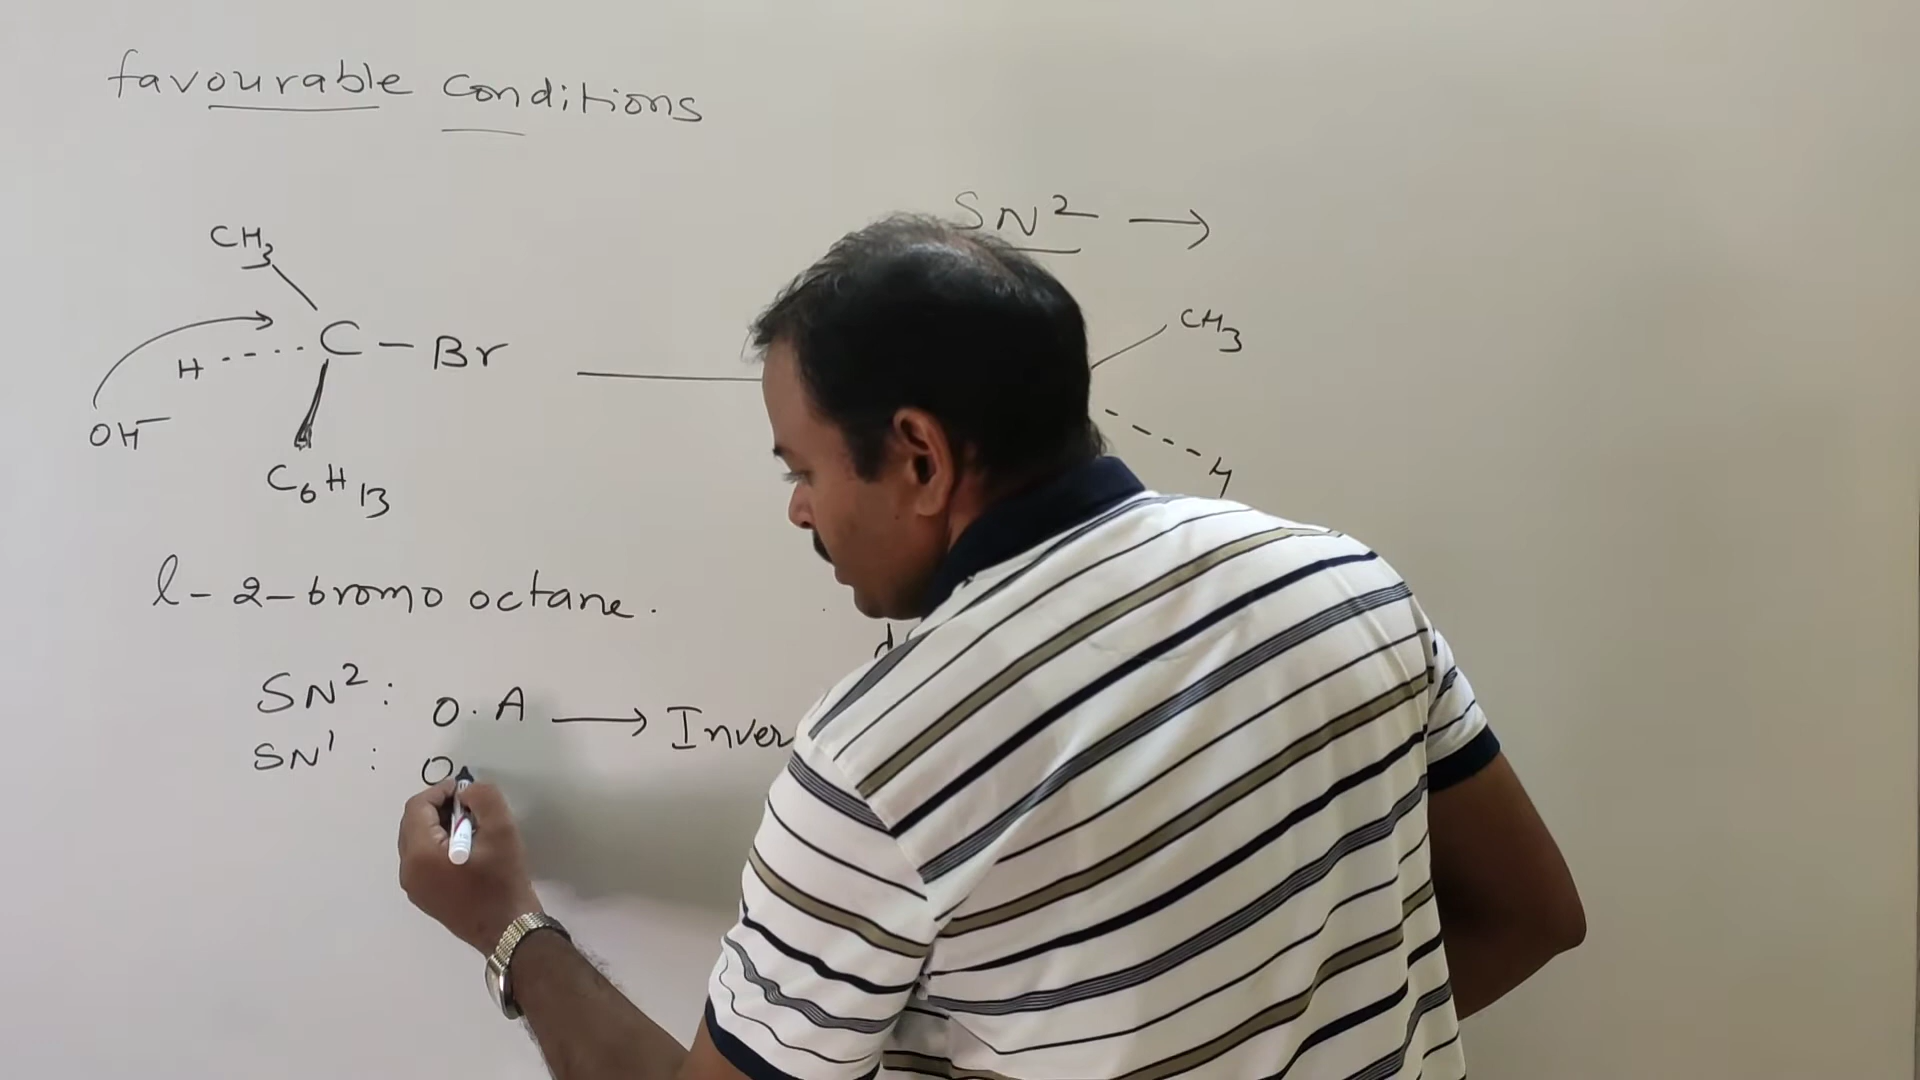 favourable conditions
SN2 →
CH3
H C - Br
OH-
C6H13
CH3
H
l - 2 - bromo octane.
d
SN2 : O. A → Inver
SN1 : O